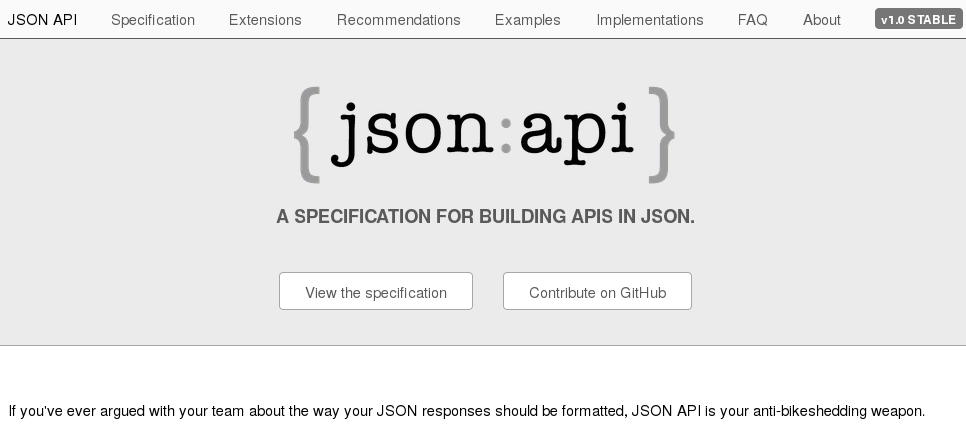 JSON API Specification Extensions Recommendations Examples Implementations FAQ About v1.0 STABLE
{json:api}
A SPECIFICATION FOR BUILDING APIS IN JSON.
View the specification Contribute on GitHub
If you've ever argued with your team about the way your JSON responses should be formatted, JSON API is your anti-bikeshedding weapon.